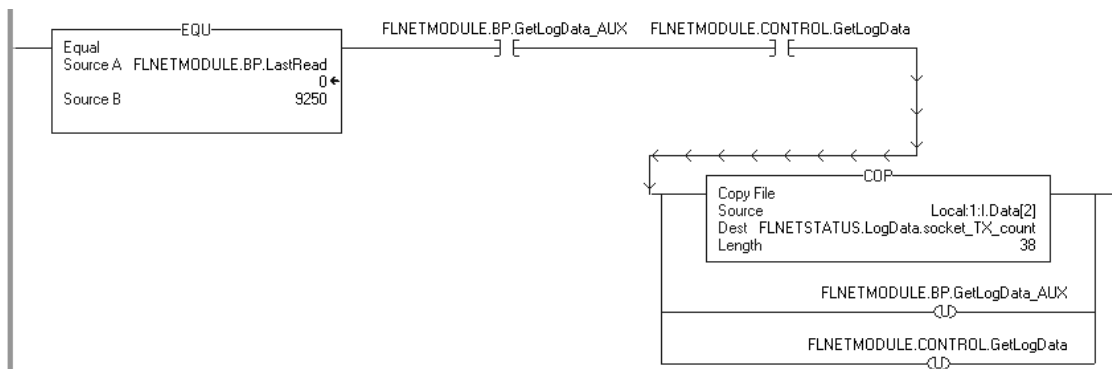 EQU
Equal
Source A FLNETMODULE.BP.LastRead
0
Source B 9250
FLNETMODULE.BP.GetLogData_AUX
FLNETMODULE.CONTROL.GetLogData
COP
Copy File
Source Local:1:I.Data[2]
Dest FLNETSTATUS.LogData.socket_TX_count
Length 38
FLNETMODULE.BP.GetLogData_AUX
U
FLNETMODULE.CONTROL.GetLogData
U